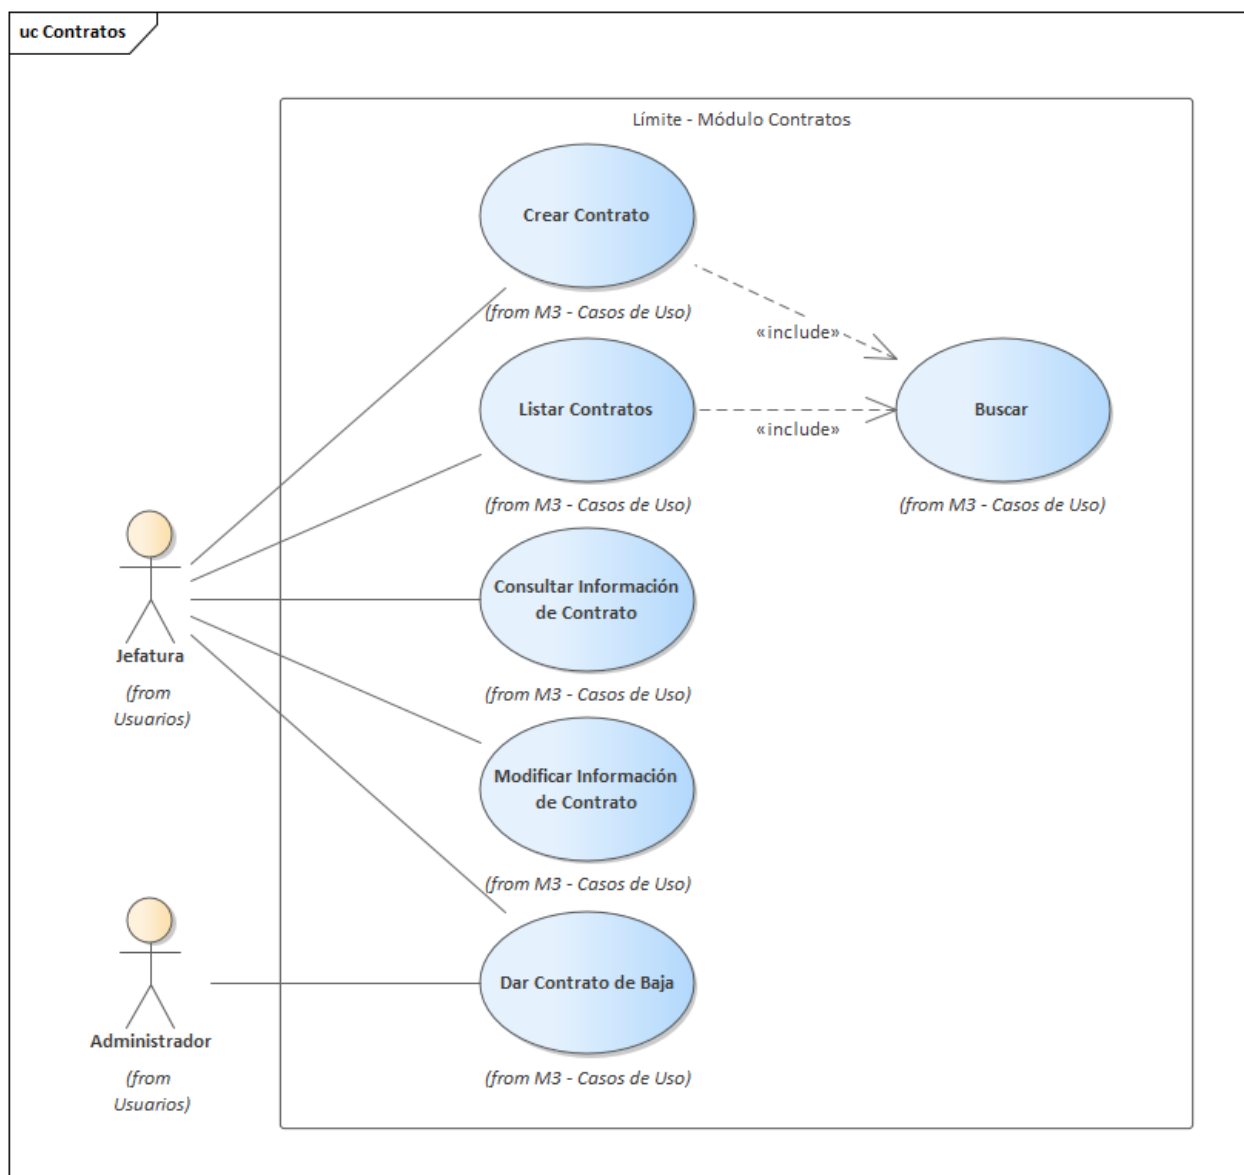 uc Contratos
Límite - Módulo Contratos
Crear Contrato
(from M3 - Casos de Uso)
«include»
Listar Contratos
(from M3 - Casos de Uso)
«include»
Buscar
(from M3 - Casos de Uso)
Consultar Información
de Contrato
(from M3 - Casos de Uso)
Jefatura
(from
Usuarios)
Modificar Información
de Contrato
(from M3 - Casos de Uso)
Dar Contrato de Baja
(from M3 - Casos de Uso)
Administrador
(from
Usuarios)